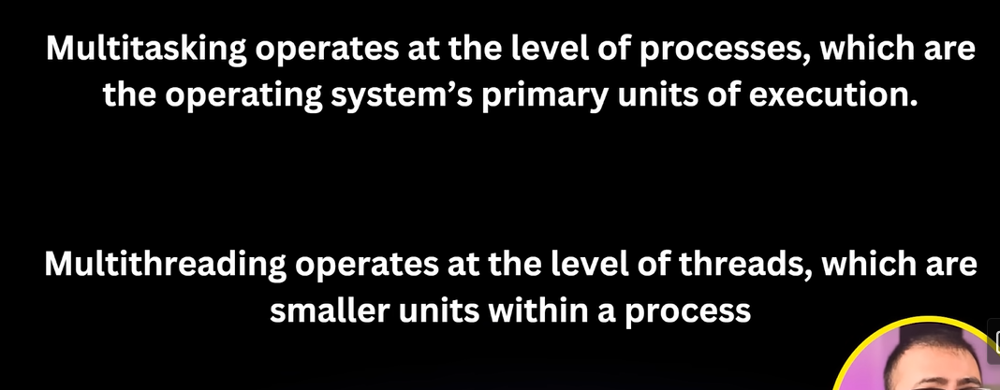 Multitasking operates at the level of processes, which are
the operating system’s primary units of execution.
Multithreading operates at the level of threads, which are
smaller units within a process